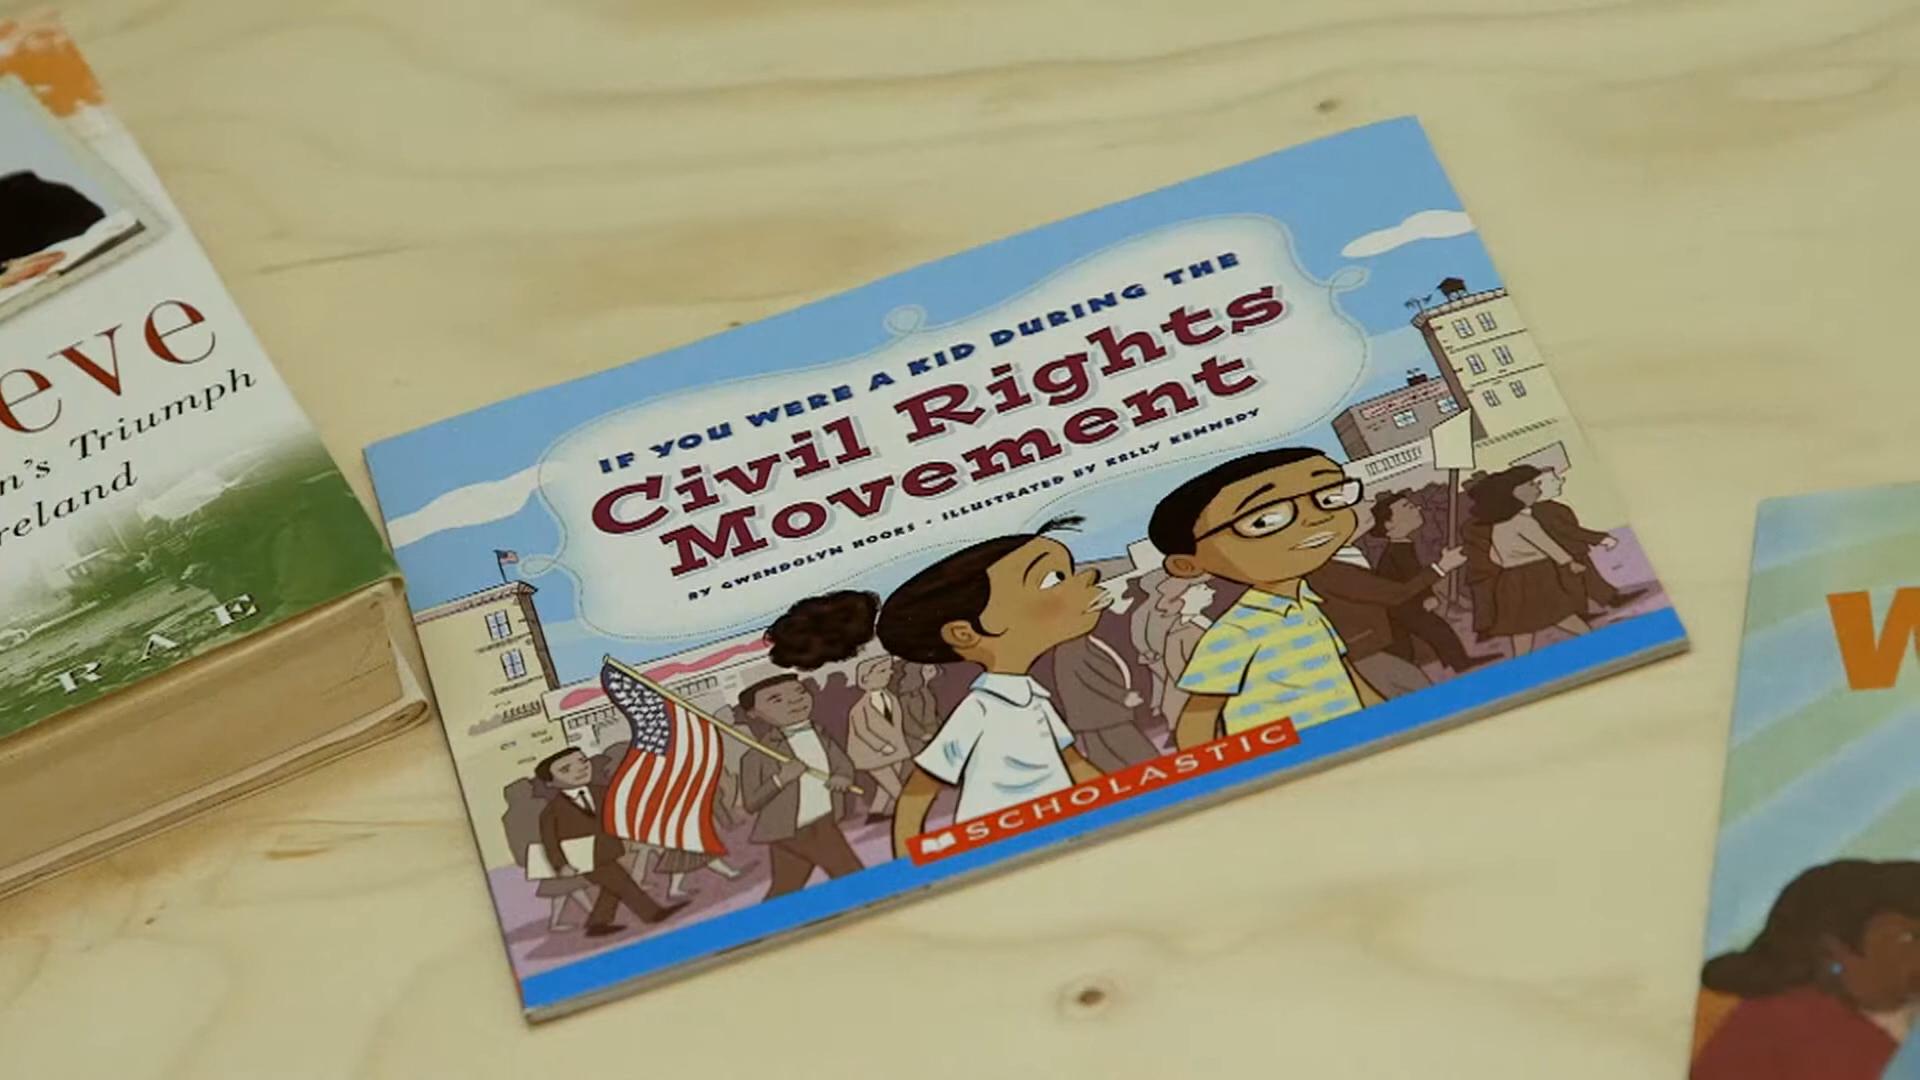 eve
n's Triumph
reland
RAE
IF YOU WERE A KID DURING THE
Civil Rights
Movement
BY GWENDOLYN HOOKS • ILLUSTRATED BY KELLY KENNEDY
SCHOLASTIC
W